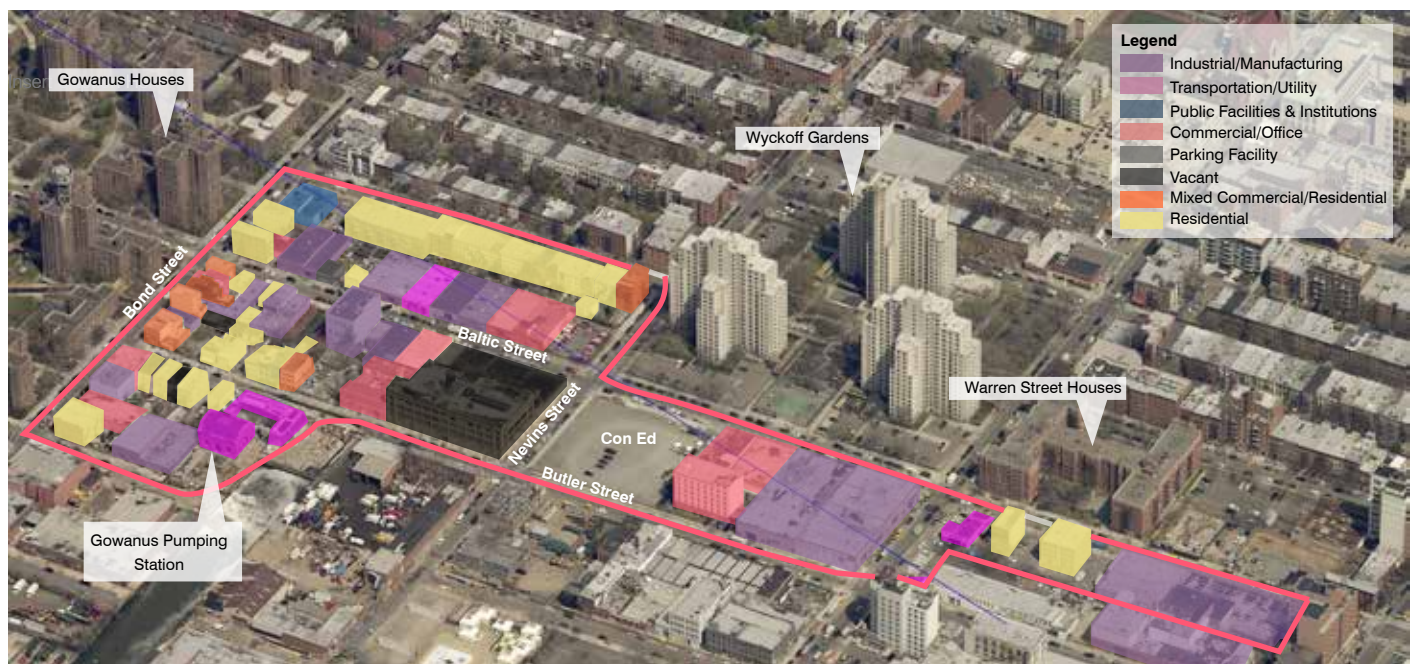 Gowanus Houses
Wyckoff Gardens
Legend
Industrial/Manufacturing
Transportation/Utility
Public Facilities & Institutions
Commercial/Office
Parking Facility
Vacant
Mixed Commercial/Residential
Residential
Bond Street
Baltic Street
Warren Street Houses
Nevins Street
Con Ed
Butler Street
Gowanus Pumping
Station